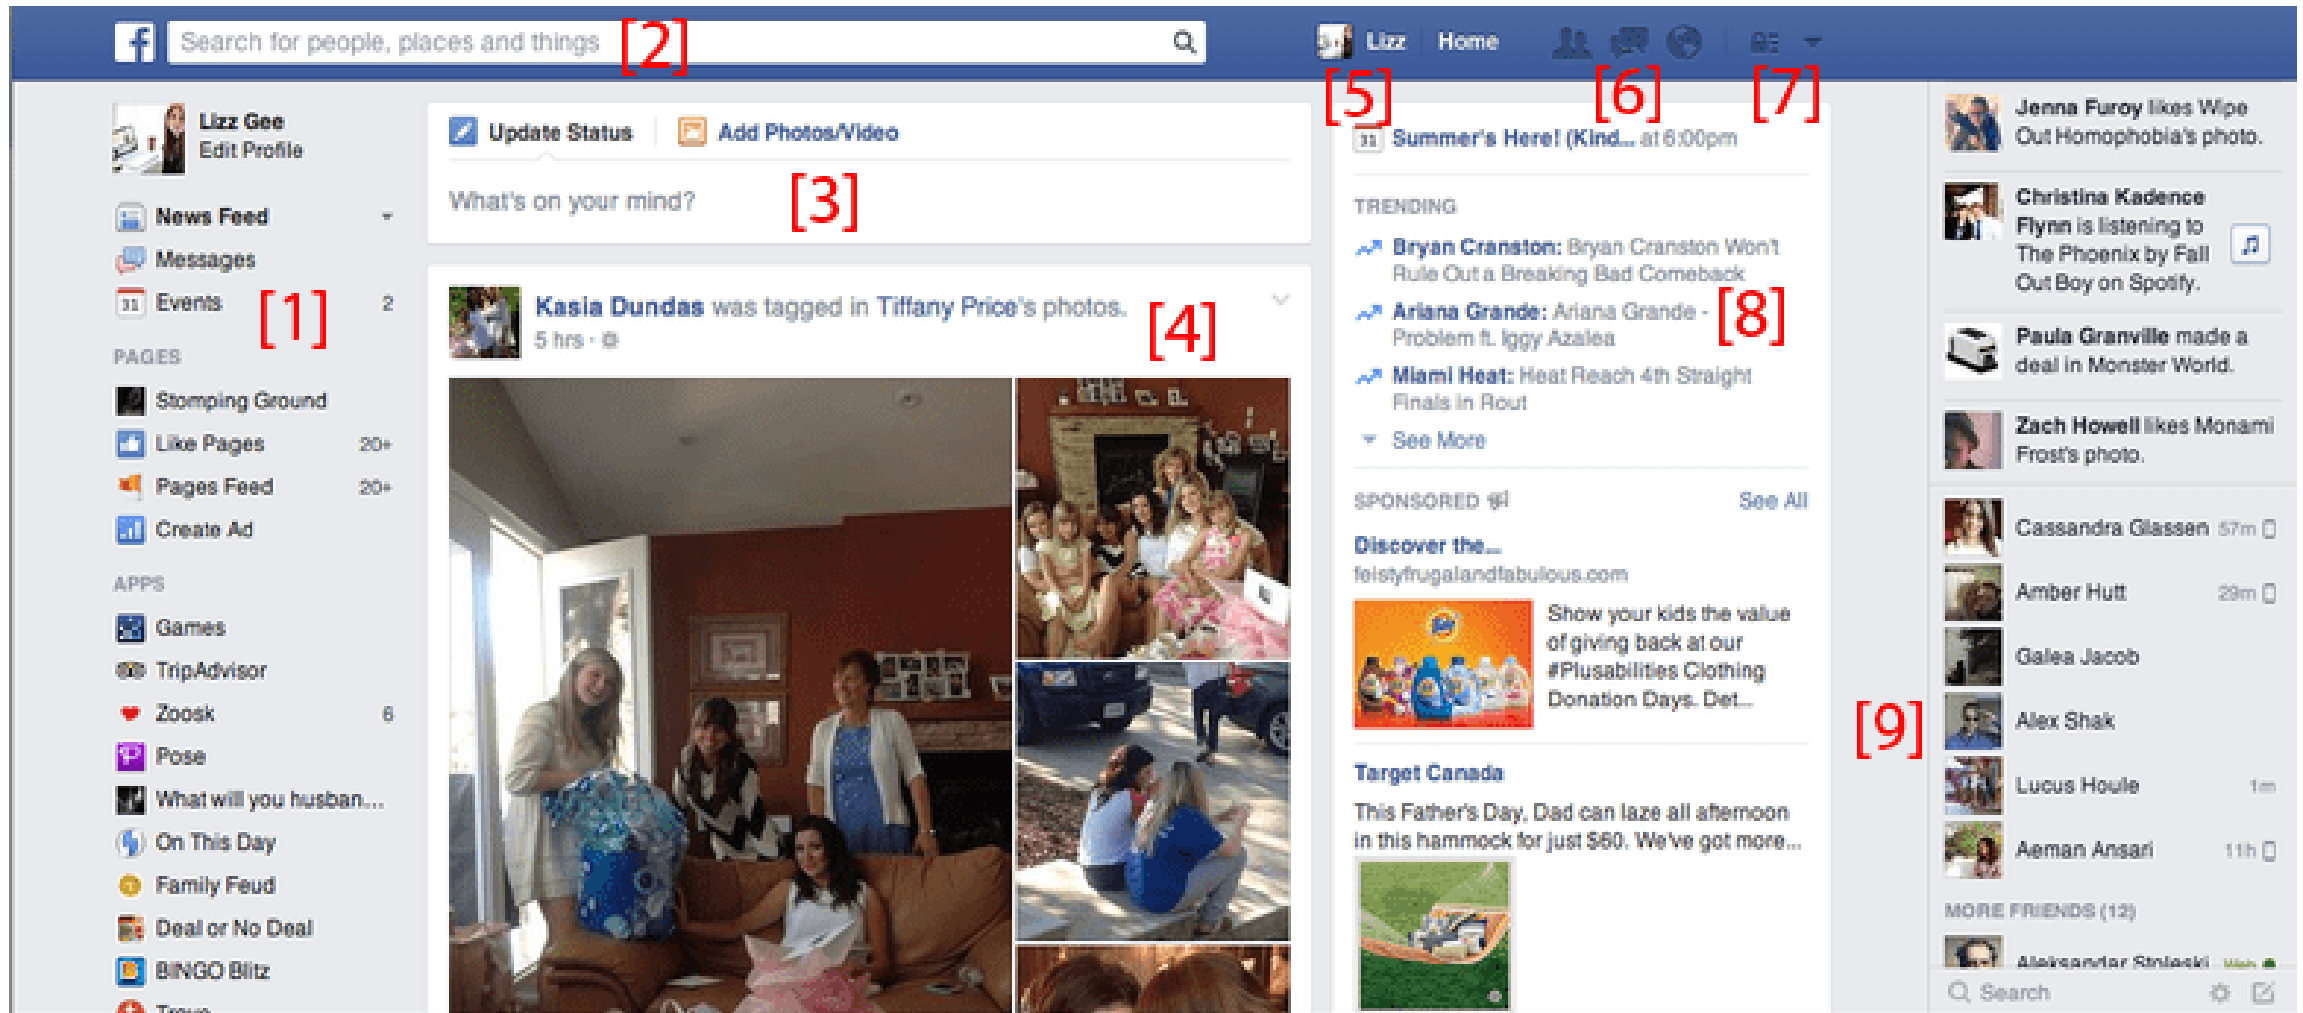 f
Search for people, places and things
[2]
Lizz
Home
[5]
[6]
[7]
Lizz Gee
Edit Profile
News Feed
Messages
31 Events 2
[1]
PAGES
Stomping Ground
Like Pages 20+
Pages Feed 20+
Create Ad
APPS
Games
TripAdvisor
Zoosk 6
Pose
What will you husban...
On This Day
Family Feud
Deal or No Deal
BINGO Blitz
Update Status
Add Photos/Video
What's on your mind?
[3]
Kasia Dundas was tagged in Tiffany Price's photos.
5 hrs ·
[4]
31 Summer's Here! (Kind... at 6:00pm
TRENDING
Bryan Cranston: Bryan Cranston Won't
Rule Out a Breaking Bad Comeback
Ariana Grande: Ariana Grande -
Problem ft. Iggy Azalea
[8]
Miami Heat: Heat Reach 4th Straight
Finals in Rout
See More
SPONSORED
See All
Discover the...
feistyfrugalandfabulous.com
Tide
Show your kids the value
of giving back at our
#Plusabilities Clothing
Donation Days. Det...
Target Canada
This Father's Day, Dad can laze all afternoon
in this hammock for just $60. We've got more...
Jenna Furoy likes Wipe
Out Homophobia's photo.
Christina Kadence
Flynn is listening to
The Phoenix by Fall
Out Boy on Spotify.
Paula Granville made a
deal in Monster World.
Zach Howell likes Monami
Frost's photo.
Cassandra Glassen 57m
Amber Hutt 29m
Galea Jacob
[9]
Alex Shak
Lucus Houle 1m
Aeman Ansari 11h
MORE FRIENDS (12)
Aleksandar Stoleski Web
Search